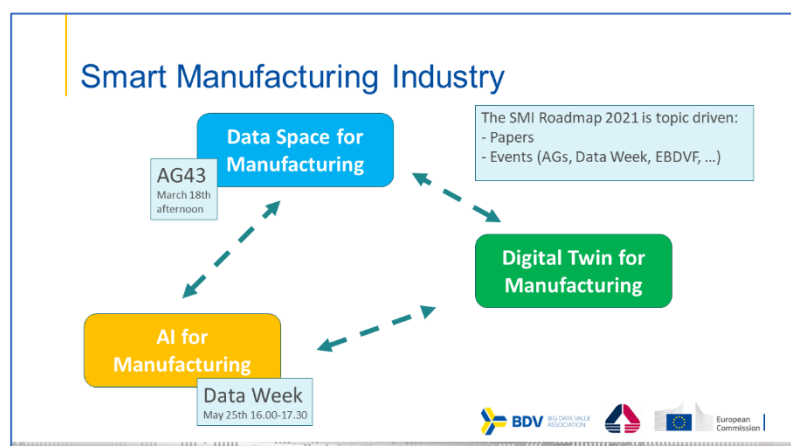 Smart Manufacturing Industry
Data Space for
Manufacturing
AG43
March 18th
afternoon
The SMI Roadmap 2021 is topic driven:
- Papers
- Events (AGs, Data Week, EBDVF, ...)
Digital Twin for
Manufacturing
AI for
Manufacturing
Data Week
May 25th 16.00-17.30
BDV BIG DATA VALUE
ASSOCIATION
European
Commission